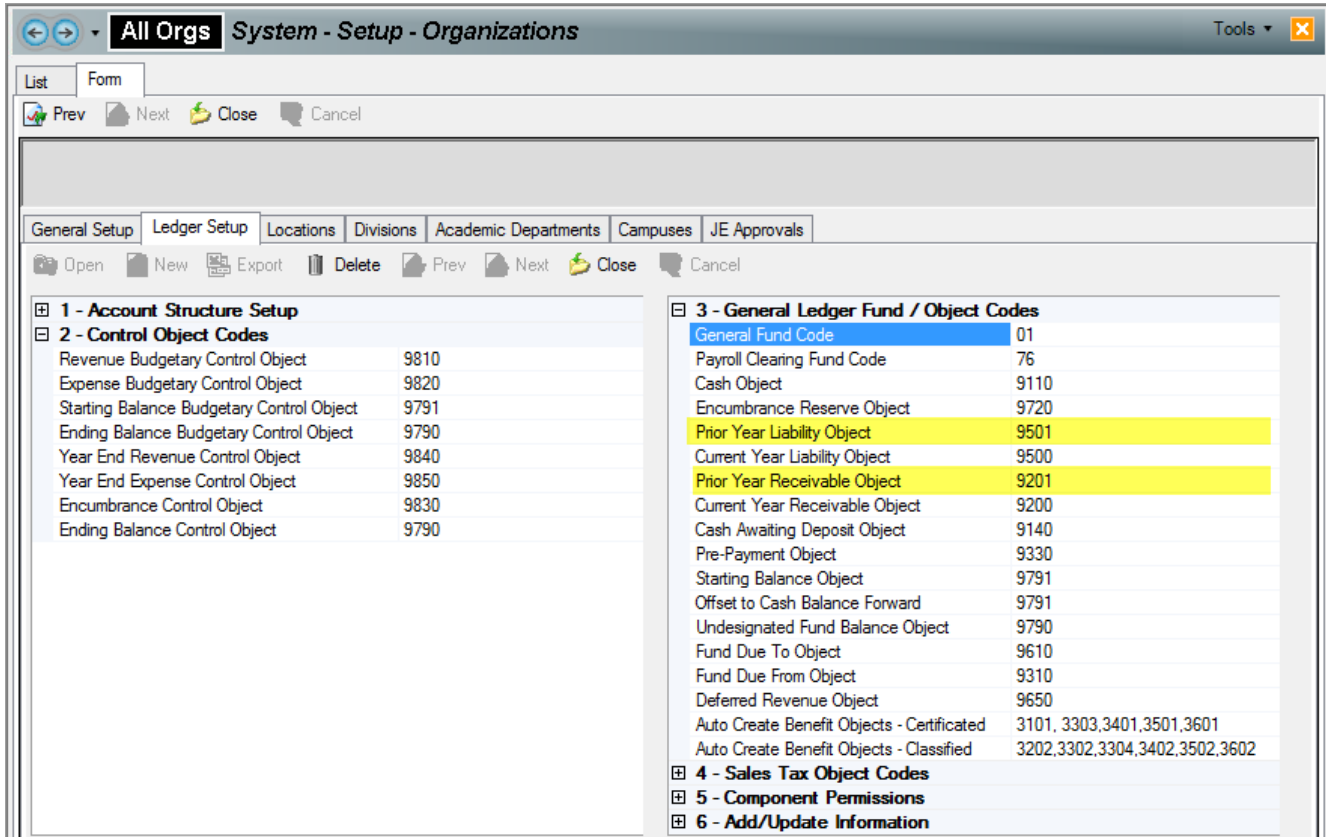 All Orgs System - Setup - Organizations Tools
List Form
Prev Next Close Cancel
General Setup Ledger Setup Locations Divisions Academic Departments Campuses JE Approvals
Open New Export Delete Prev Next Close Cancel
1 - Account Structure Setup
2 - Control Object Codes
Revenue Budgetary Control Object 9810
Expense Budgetary Control Object 9820
Starting Balance Budgetary Control Object 9791
Ending Balance Budgetary Control Object 9790
Year End Revenue Control Object 9840
Year End Expense Control Object 9850
Encumbrance Control Object 9830
Ending Balance Control Object 9790
3 - General Ledger Fund / Object Codes
General Fund Code 01
Payroll Clearing Fund Code 76
Cash Object 9110
Encumbrance Reserve Object 9720
Prior Year Liability Object 9501
Current Year Liability Object 9500
Prior Year Receivable Object 9201
Current Year Receivable Object 9200
Cash Awaiting Deposit Object 9140
Pre-Payment Object 9330
Starting Balance Object 9791
Offset to Cash Balance Forward 9791
Undesignated Fund Balance Object 9790
Fund Due To Object 9610
Fund Due From Object 9310
Deferred Revenue Object 9650
Auto Create Benefit Objects - Certificated 3101, 3303,3401,3501,3601
Auto Create Benefit Objects - Classified 3202,3302,3304,3402,3502,3602
4 - Sales Tax Object Codes
5 - Component Permissions
6 - Add/Update Information